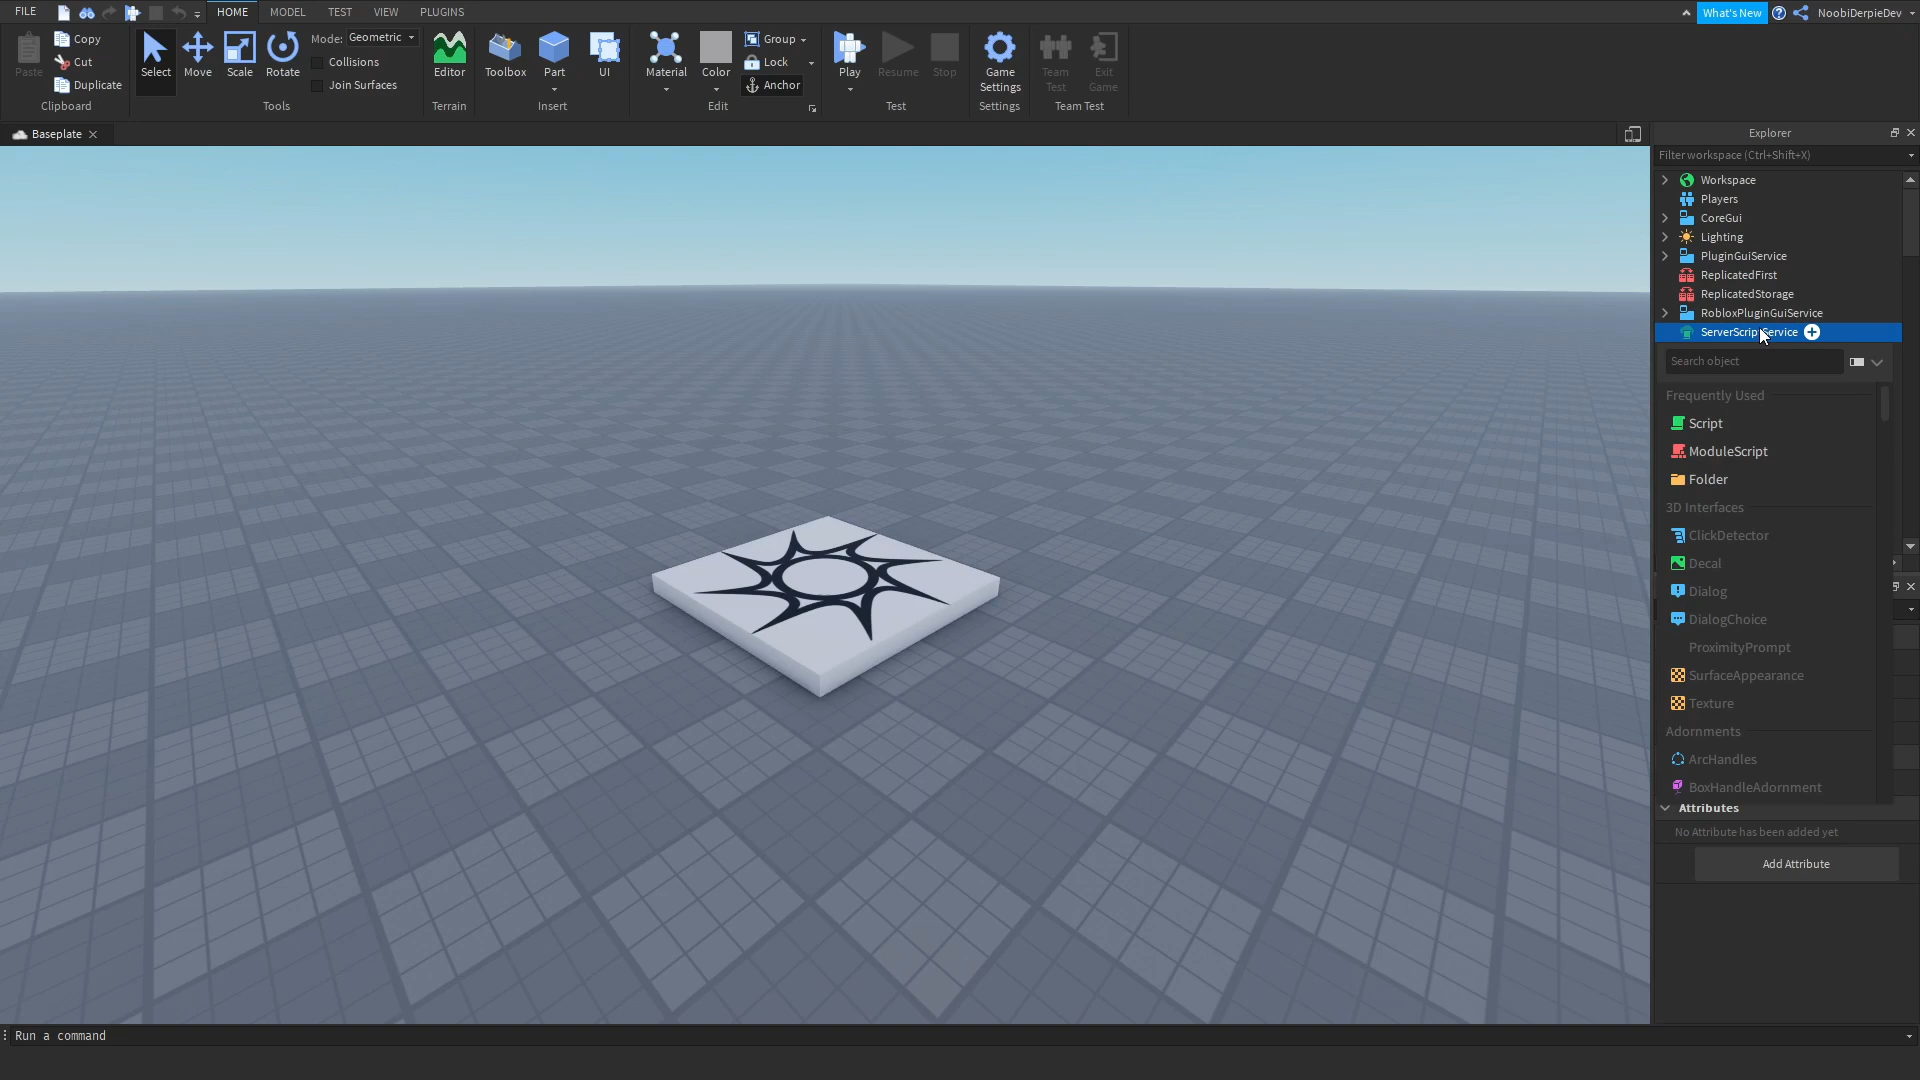 FILE HOME MODEL TEST VIEW PLUGINS What's New NoobiDerpieDev
Paste Copy Cut Duplicate
Clipboard
Select Move Scale Rotate
Mode: Geometric
Collisions
Join Surfaces
Tools
Editor
Terrain
Toolbox Part UI
Insert
Material Color Group Lock Anchor
Edit
Play Resume Stop
Test
Game Settings
Settings
Team Test Exit Game
Team Test
Baseplate
Explorer
Filter workspace (Ctrl+Shift+X)
Workspace
Players
CoreGui
Lighting
PluginGuiService
ReplicatedFirst
ReplicatedStorage
RobloxPluginGuiService
ServerScriptService
Search object
Frequently Used
Script
ModuleScript
Folder
3D Interfaces
ClickDetector
Decal
Dialog
DialogChoice
ProximityPrompt
SurfaceAppearance
Texture
Adornments
ArcHandles
BoxHandleAdornment
Attributes
No Attribute has been added yet
Add Attribute
Run a command